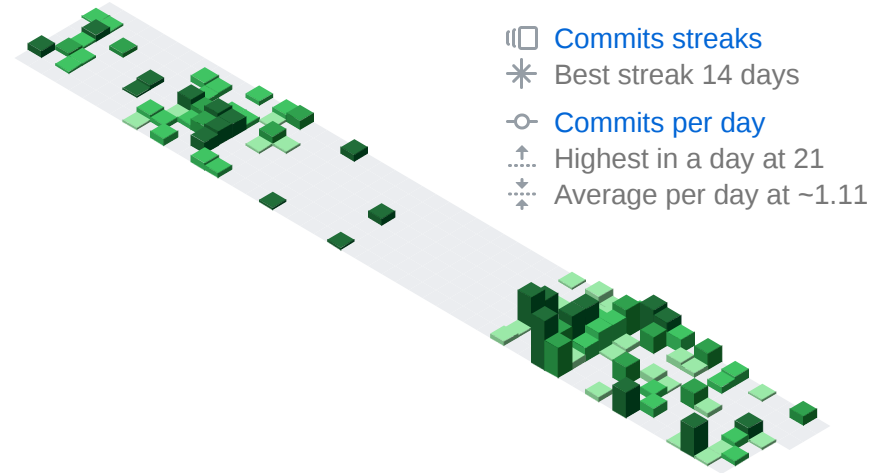 Commits streaks
Best streak 14 days
Commits per day
Highest in a day at 21
Average per day at ~1.11